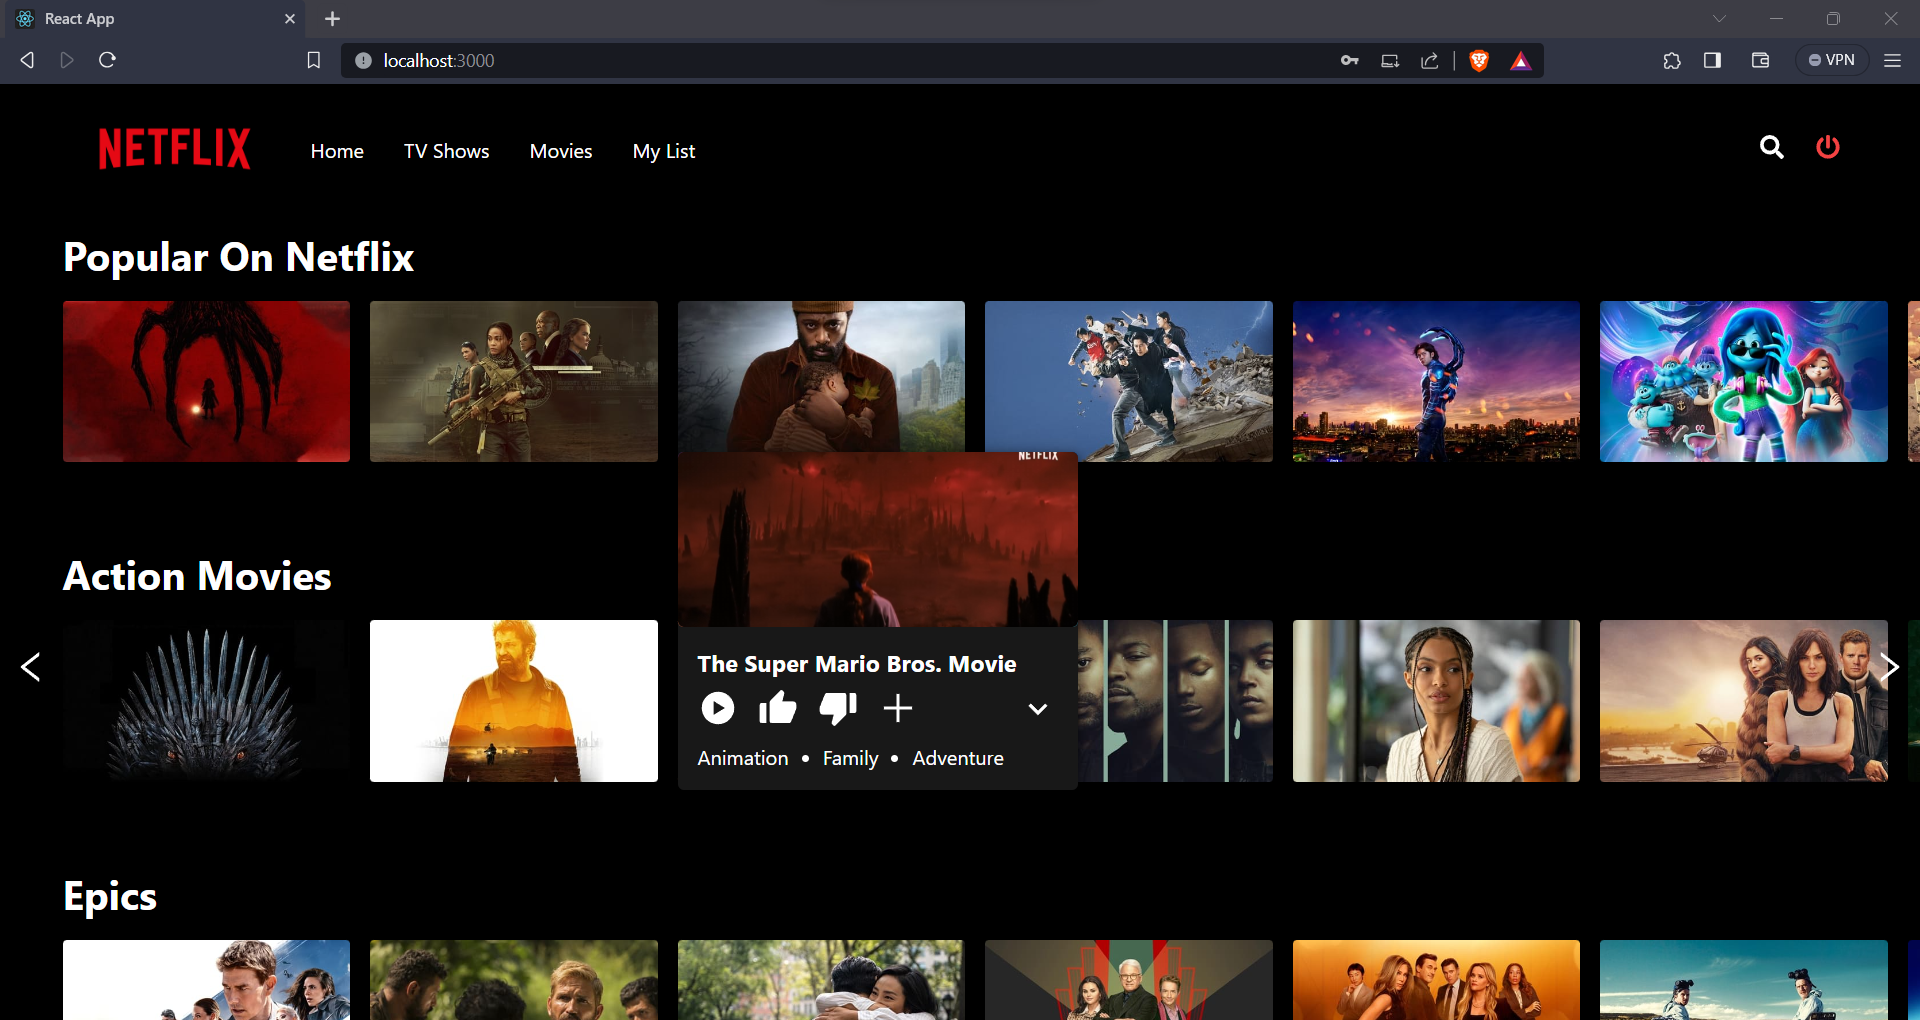 React App
localhost:3000
VPN
NETFLIX
Home
TV Shows
Movies
My List
Popular On Netflix
NETFLIX
Action Movies
The Super Mario Bros. Movie
Animation • Family • Adventure
Epics